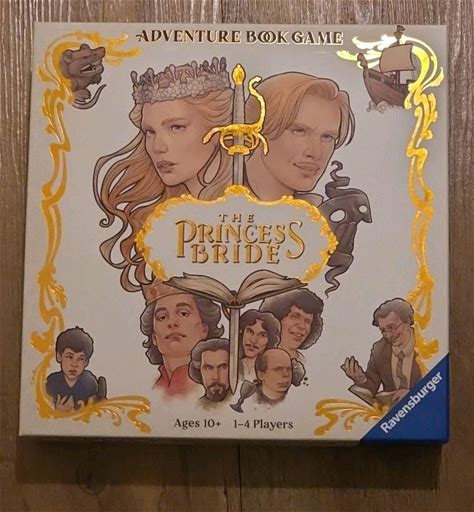 ADVENTURE BOOK GAME
THE
PRINCESS
BRIDE
Ages 10+ 1-4 Players
Ravensburger